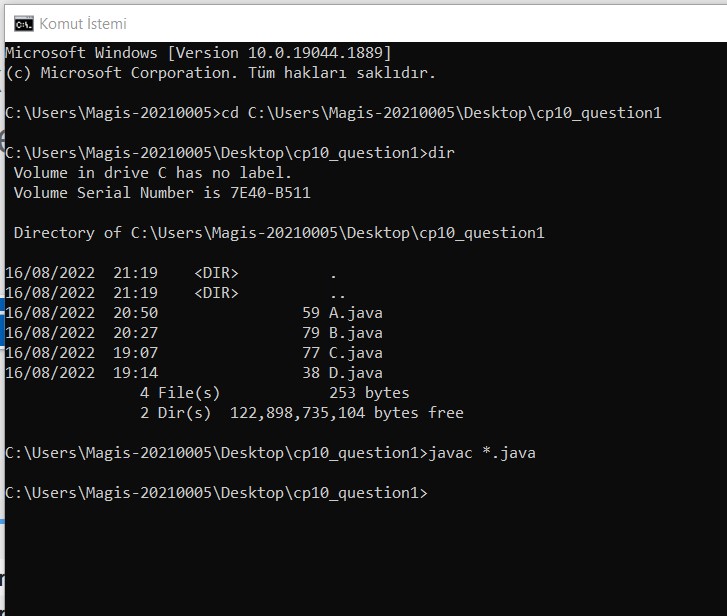 Komut İstemi
Microsoft Windows [Version 10.0.19044.1889]
(c) Microsoft Corporation. Tüm hakları saklıdır.
C:\Users\Magis-20210005>cd C:\Users\Magis-20210005\Desktop\cp10_question1
C:\Users\Magis-20210005\Desktop\cp10_question1>dir
Volume in drive C has no label.
Volume Serial Number is 7E40-B511
Directory of C:\Users\Magis-20210005\Desktop\cp10_question1
16/08/2022  21:19    <DIR>          .
16/08/2022  21:19    <DIR>          ..
16/08/2022  20:50                59 A.java
16/08/2022  20:27                79 B.java
16/08/2022  19:07                77 C.java
16/08/2022  19:14                38 D.java
4 File(s)            253 bytes
2 Dir(s)  122,898,735,104 bytes free
C:\Users\Magis-20210005\Desktop\cp10_question1>javac *.java
C:\Users\Magis-20210005\Desktop\cp10_question1>